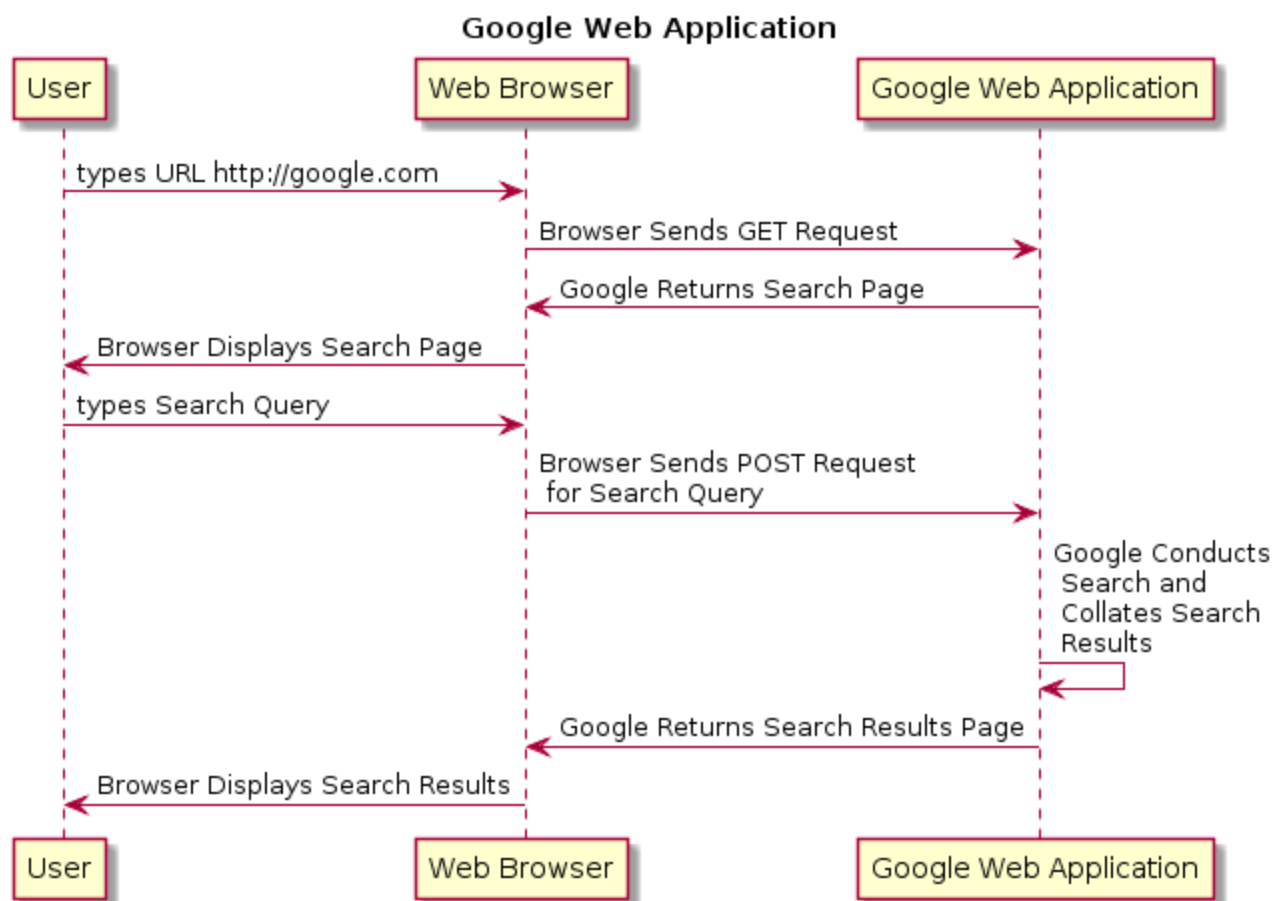 Google Web Application
User
Web Browser
Google Web Application
types URL http://google.com
Browser Sends GET Request
Google Returns Search Page
Browser Displays Search Page
types Search Query
Browser Sends POST Request
for Search Query
Google Conducts
Search and
Collates Search
Results
Google Returns Search Results Page
Browser Displays Search Results
User
Web Browser
Google Web Application